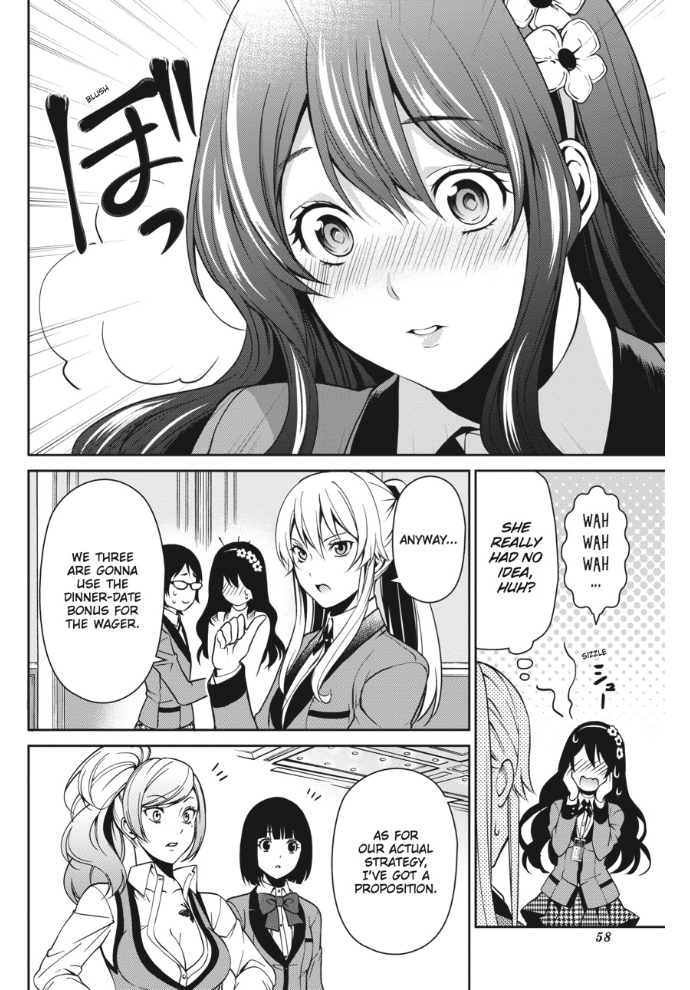 BLUSH
ぼっ
WAH
WAH
WAH
...
SHE
REALLY
HAD NO
IDEA,
HUH?
SIZZLE
シュー
ANYWAY...
WE THREE
ARE GONNA
USE THE
DINNER-DATE
BONUS FOR
THE WAGER.
AS FOR
OUR ACTUAL
STRATEGY,
I'VE GOT A
PROPOSITION.
58